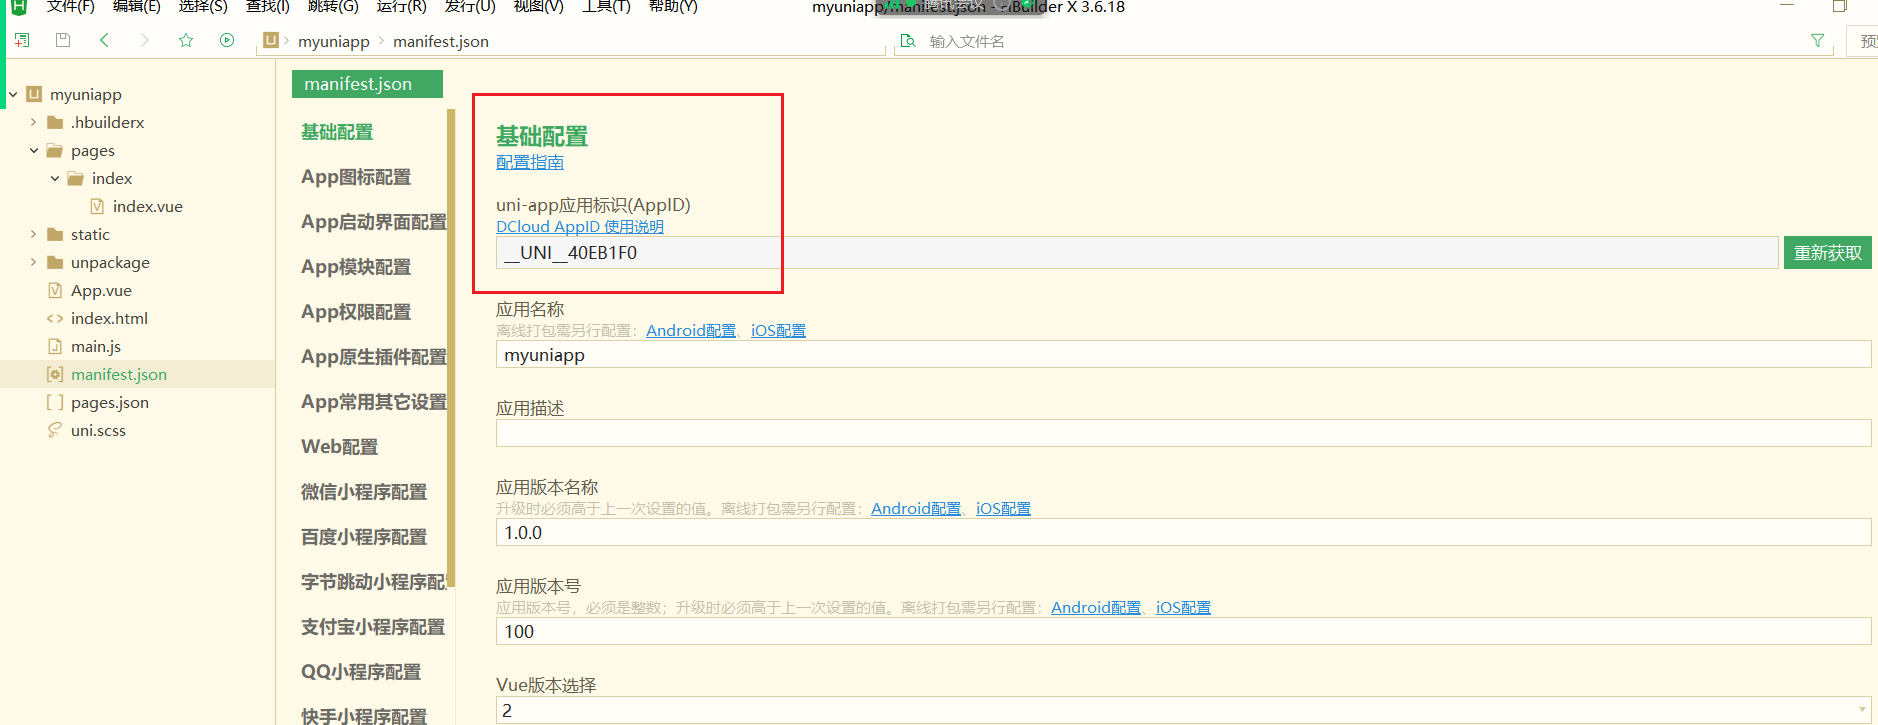 文件(F) 编辑(E) 选择(S) 查找(I) 跳转(G) 运行(R) 发行(U) 视图(V) 工具(T) 帮助(Y)
myuniapp/manifest.json - HBuilder X 3.6.18
myuniapp > manifest.json
输入文件名
myuniapp
.hbuilderx
pages
index
index.vue
static
unpackage
App.vue
index.html
main.js
manifest.json
pages.json
uni.scss
manifest.json
基础配置
App图标配置
App启动界面配置
App模块配置
App权限配置
App原生插件配置
App常用其它设置
Web配置
微信小程序配置
百度小程序配置
字节跳动小程序配
支付宝小程序配置
QQ小程序配置
快手小程序配置
基础配置
配置指南
uni-app应用标识(AppID)
DCloud AppID 使用说明
__UNI__40EB1F0
重新获取
应用名称
离线打包需另行配置：Android配置、iOS配置
myuniapp
应用描述
应用版本名称
升级时必须高于上一次设置的值。离线打包需另行配置：Android配置、iOS配置
1.0.0
应用版本号
应用版本号，必须是整数；升级时必须高于上一次设置的值。离线打包需另行配置：Android配置、iOS配置
100
Vue版本选择
2